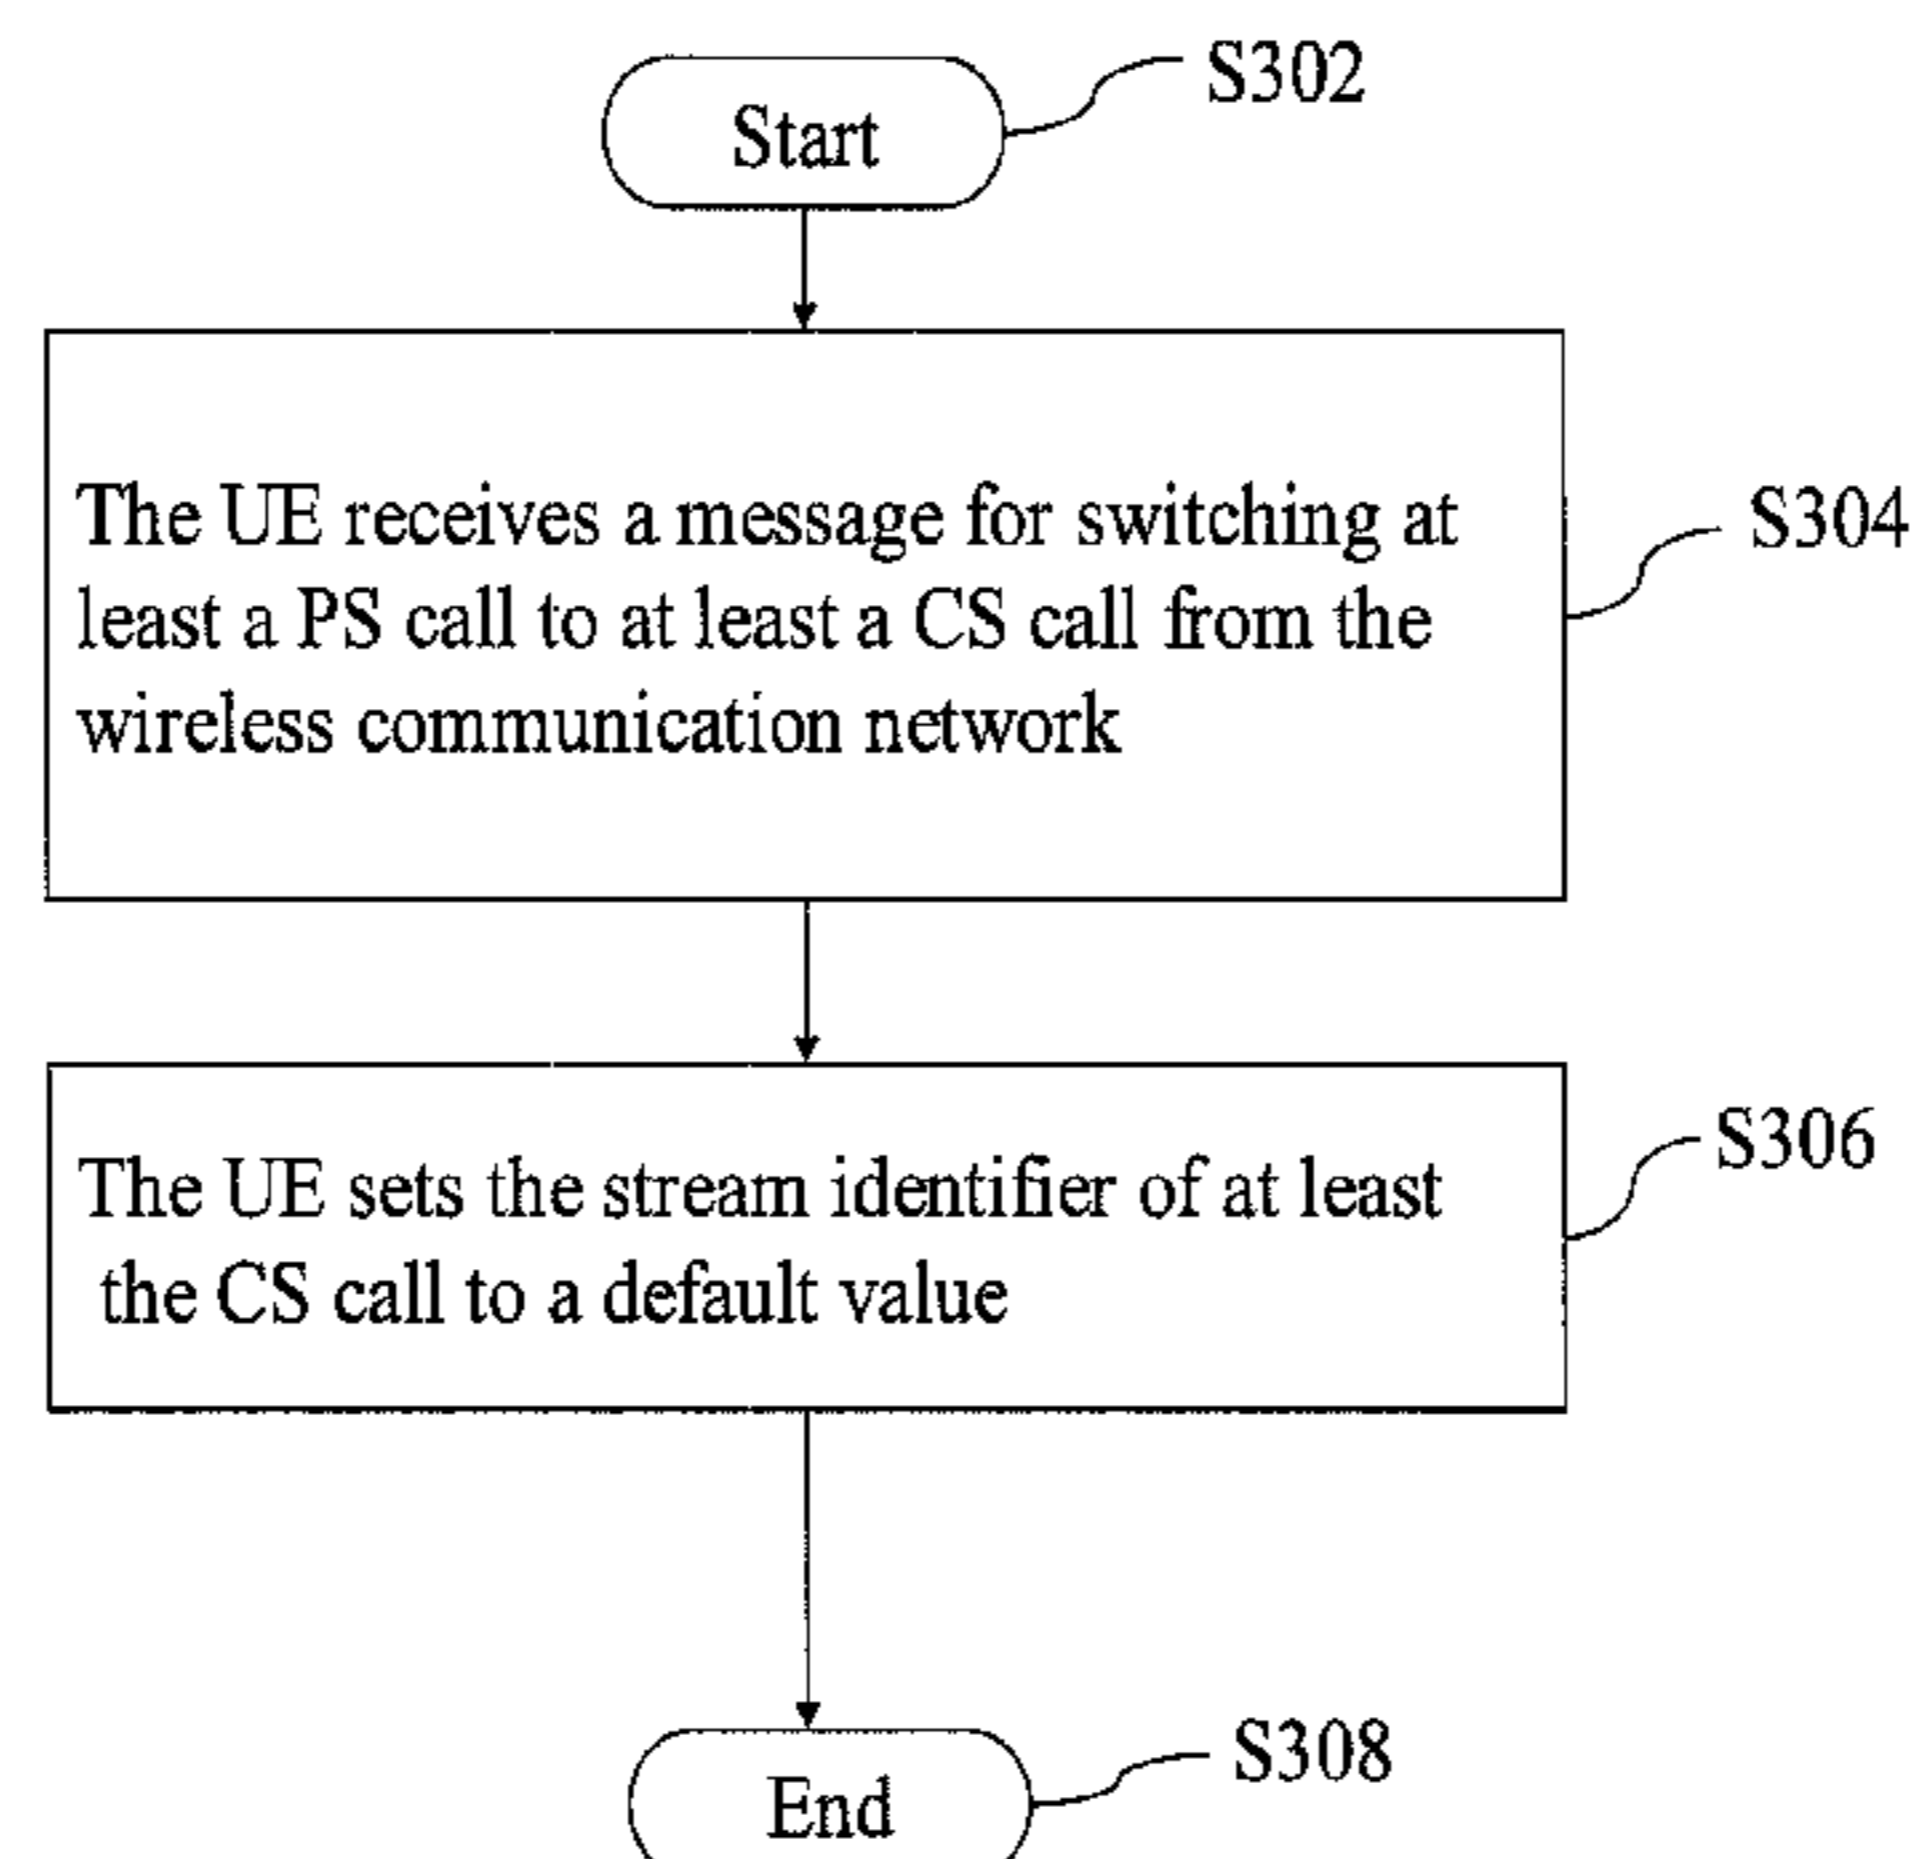 S302
Start
The UE receives a message for switching at
least a PS call to at least a CS call from the
wireless communication network
S304
The UE sets the stream identifier of at least
the CS call to a default value
S306
End
S308